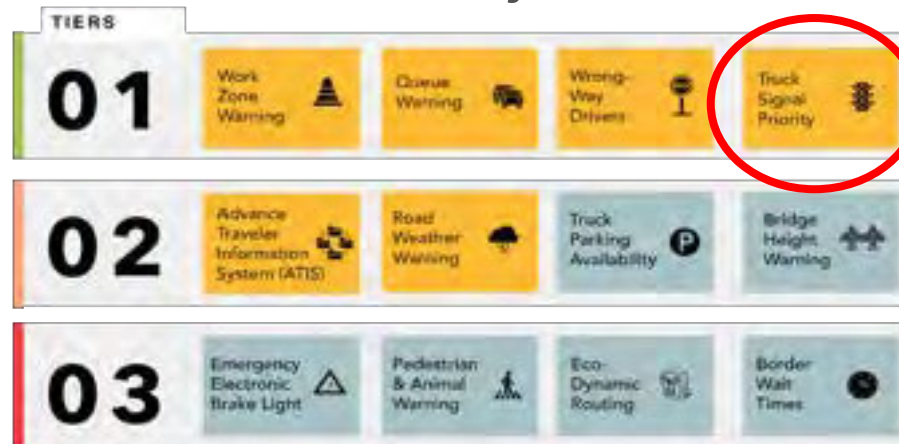 TIERS
01
Work
Zone
Warning
Queue
Warning
Wrong-
Way
Drivers
Truck
Signal
Priority
02
Advance
Traveler
Information
System (ATIS)
Road
Weather
Warning
Truck
Parking
Availability
P
Bridge
Height
Warning
03
Emergency
Electronic
Brake Light
Pedestrian
& Animal
Warning
Eco-
Dynamic
Routing
Border
Wait
Times